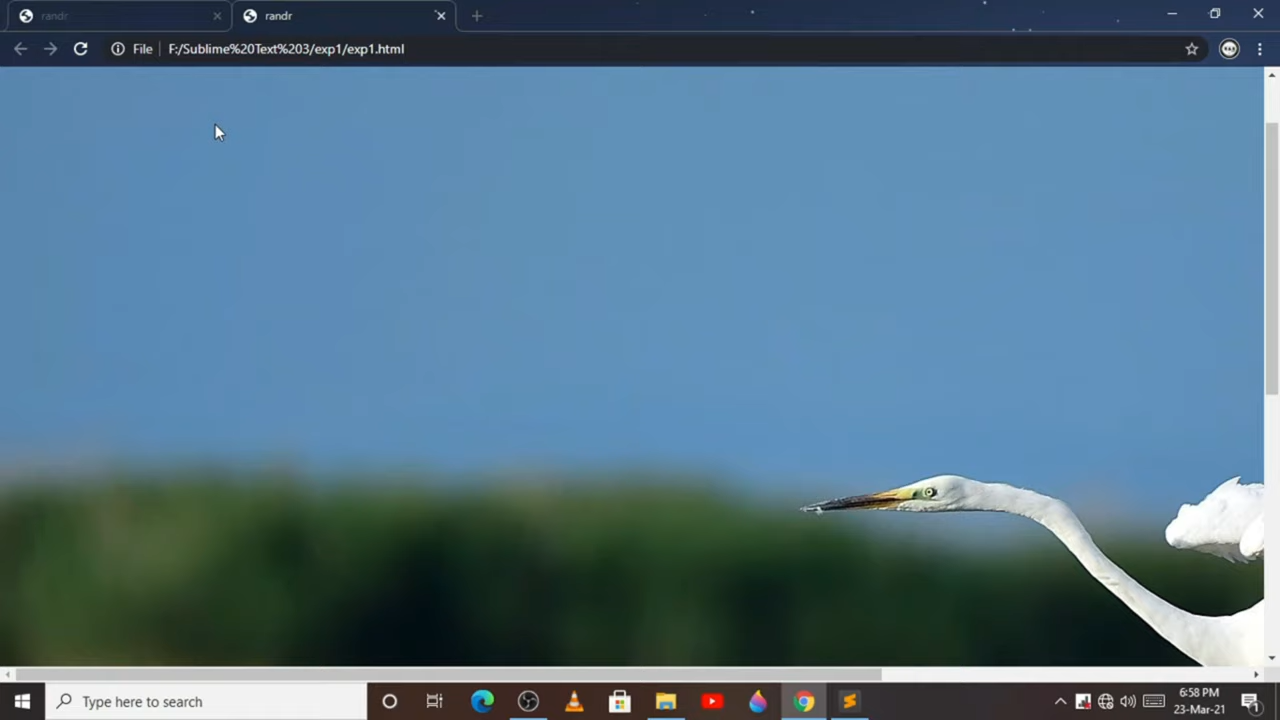 randr
randr
File
F:/Sublime%20Text%203/exp1/exp1.html
Type here to search
6:58 PM
23-Mar-21
1